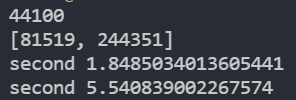 44100
[81519, 244351]
second 1.8485034013605441
second 5.540839002267574